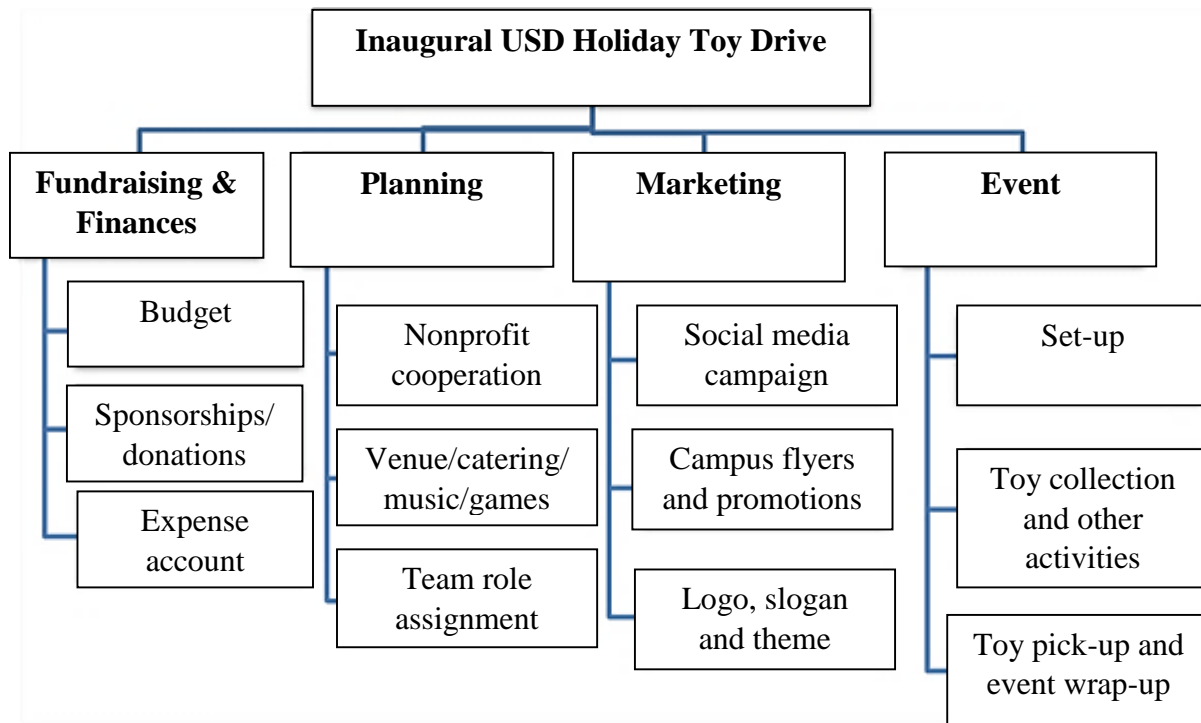 Inaugural USD Holiday Toy Drive
Fundraising &
Finances
Budget
Sponsorships/
donations
Expense
account
Planning
Nonprofit
cooperation
Venue/catering/
music/games
Team role
assignment
Marketing
Social media
campaign
Campus flyers
and promotions
Logo, slogan
and theme
Event
Set-up
Toy collection
and other
activities
Toy pick-up and
event wrap-up